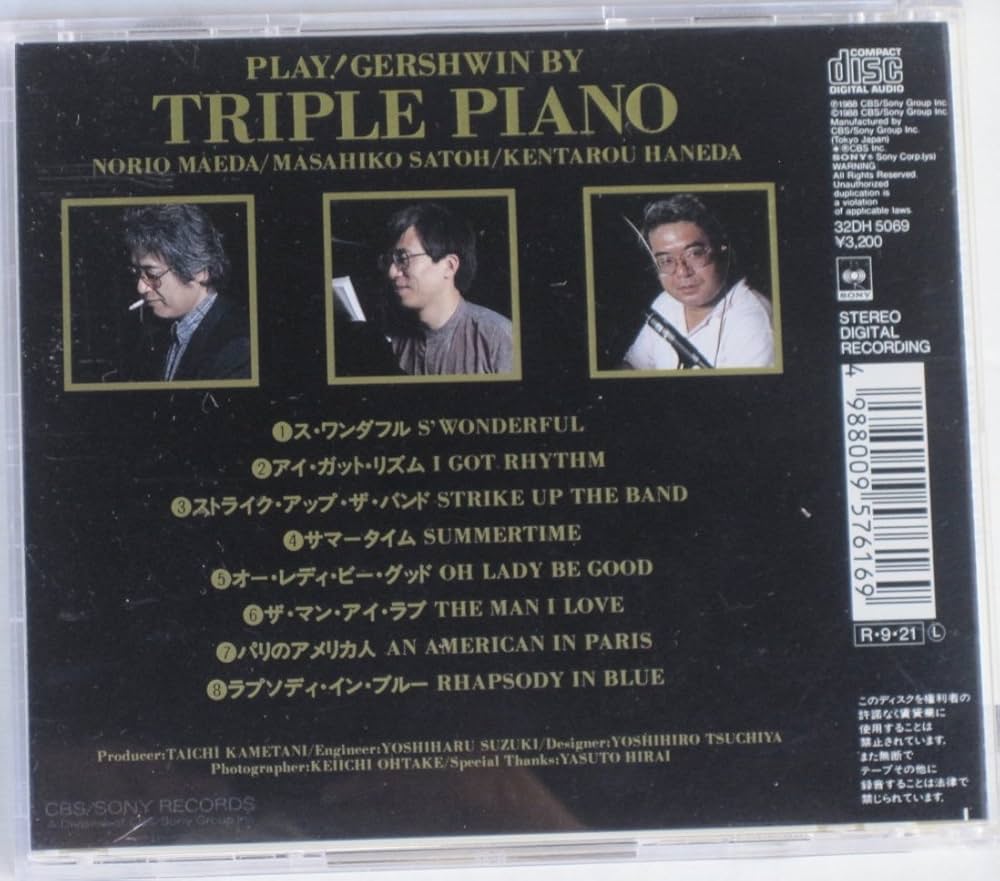 PLAY! GERSHWIN BY
TRIPLE PIANO
NORIO MAEDA/MASAHIKO SATOH/KENTAROU HANEDA
①ス・ワンダフル S' WONDERFUL
②アイ・ガット・リズム I GOT RHYTHM
③ストライク・アップ・ザ・バンド STRIKE UP THE BAND
④サマータイム SUMMERTIME
⑤オー・レディ・ビー・グッド OH LADY BE GOOD
⑥ザ・マン・アイ・ラブ THE MAN I LOVE
⑦パリのアメリカ人 AN AMERICAN IN PARIS
⑧ラプソディ・イン・ブルー RHAPSODY IN BLUE
Producer:TAICHI KAMETANI/Engineer:YOSHIHARU SUZUKI/Designer:YOSHIHIRO TSUCHIYA
Photographer:KEIICHI OHTAKE/Special Thanks:YASUTO HIRAI
CBS/SONY RECORDS
COMPACT
disc
DIGITAL AUDIO
℗1988 CBS/Sony Group Inc.
©1988 CBS/Sony Group Inc.
Manufactured by
CBS/Sony Group Inc.
(Tokyo Japan)
®CBS Inc.
SONY® Sony Corp.(ys)
WARNING
All Rights Reserved.
Unauthorized
duplication is
a violation
of applicable laws.
32DH 5069
¥3,200
SONY
STEREO
DIGITAL
RECORDING
4 988009 576169
R・9・21 Ⓛ
このディスクを権利者の
許諾なく賃貸業に
使用することは
禁止されています。
また無断で
テープその他に
録音することは法律で
禁じられています。